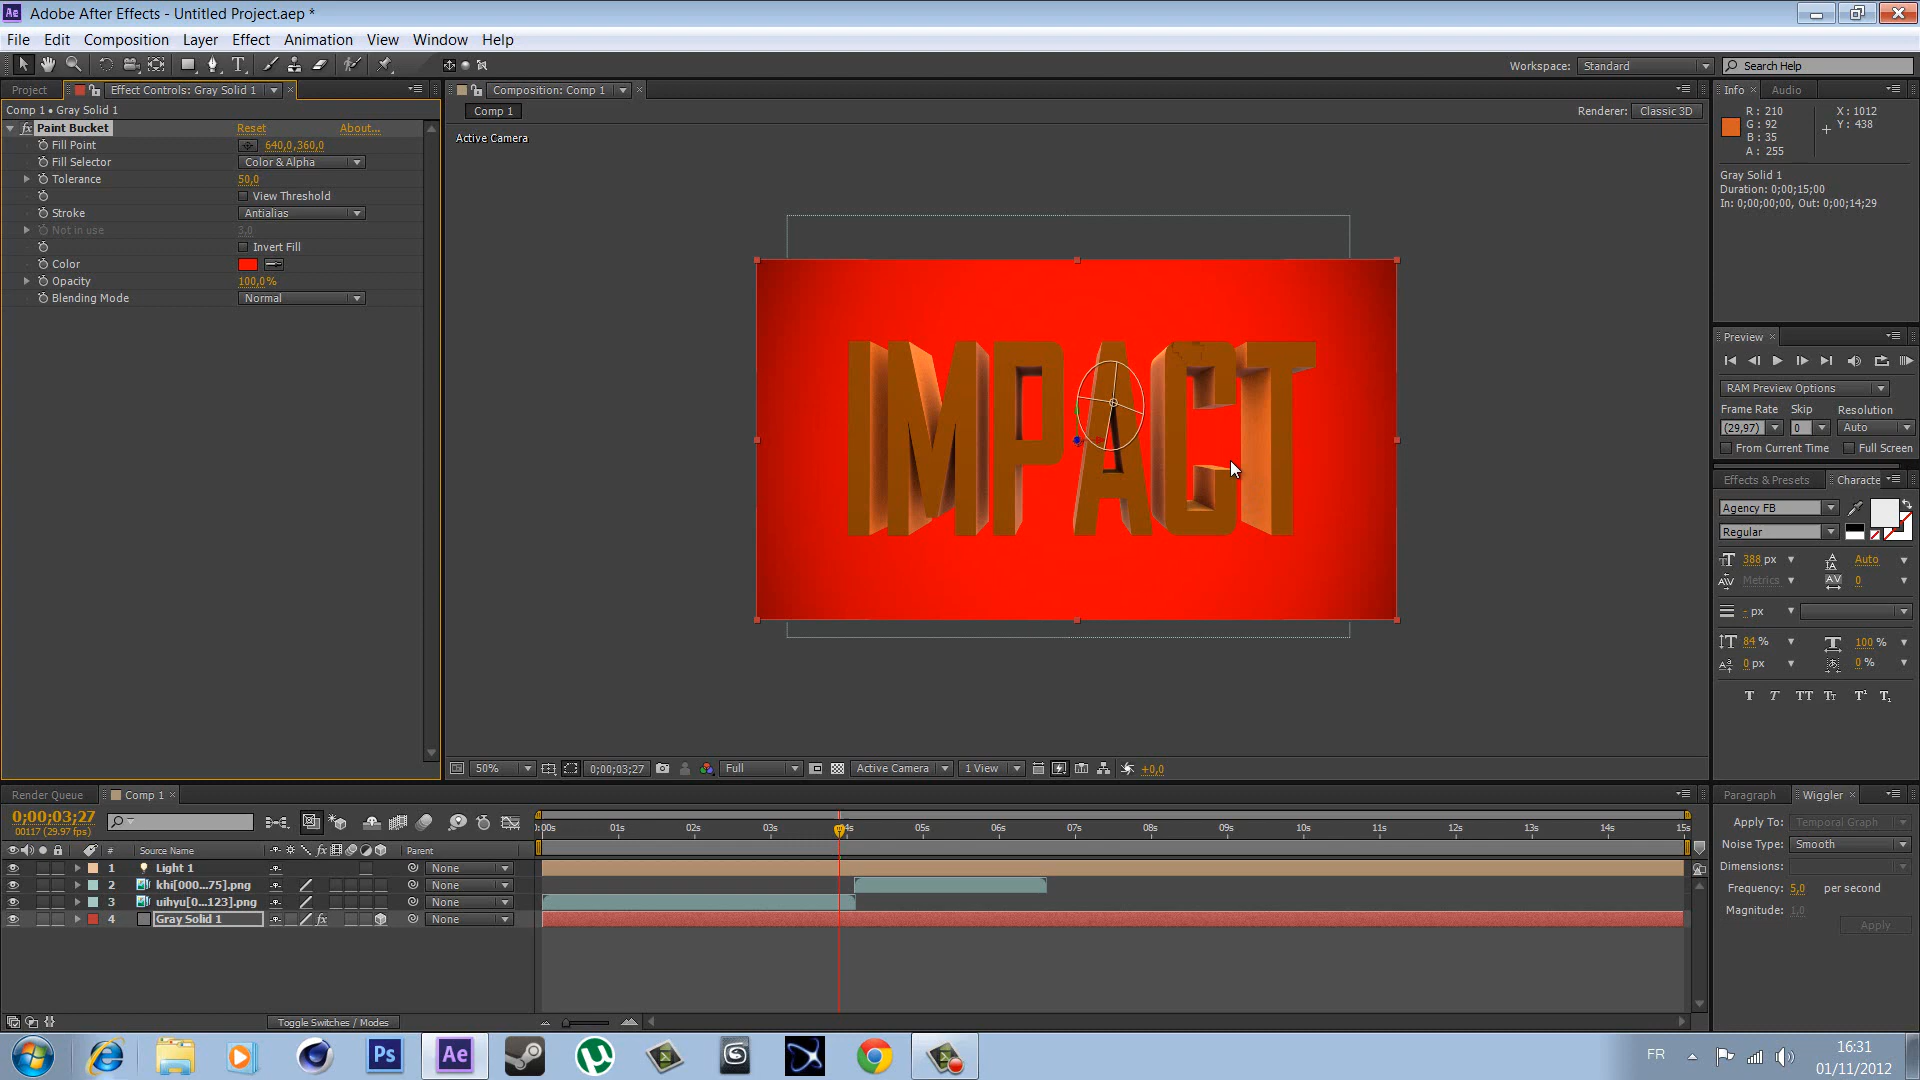 Adobe After Effects - Untitled Project.aep *
File Edit Composition Layer Effect Animation View Window Help
Workspace: Standard Search Help
Project Effect Controls: Gray Solid 1
Comp 1 • Gray Solid 1
fx Paint Bucket Reset About...
Fill Point 640,0,360,0
Fill Selector Color & Alpha
Tolerance 50,0
View Threshold
Stroke Antialias
Not in use 3,0
Invert Fill
Color
Opacity 100,0%
Blending Mode Normal
Composition: Comp 1
Comp 1 Renderer: Classic 3D
Active Camera
IMPACT
50% 0;00;03;27 Full Active Camera 1 View +0,0
Info Audio
R : 210 X : 1012
G : 92 Y : 438
B : 35
A : 255
Gray Solid 1
Duration: 0;00;15;00
In: 0;00;00;00, Out: 0;00;14;29
Preview
RAM Preview Options
Frame Rate Skip Resolution
(29,97) 0 Auto
From Current Time Full Screen
Effects & Presets Characte
Agency FB
Regular
388 px Auto
Metrics 0
- px
84 % 100 %
0 px 0 %
T T TT Tt T¹ T₁
Render Queue Comp 1
0;00;03;27
00117 (29.97 fps)
:00s 01s 02s 03s 4s 05s 06s 07s 08s 09s 10s 11s 12s 13s 14s 15s
# Source Name fx Parent
1 Light 1 None
2 khi[000...75].png None
3 uihyu[0...123].png None
4 Gray Solid 1 fx None
Toggle Switches / Modes
Paragraph Wiggler
Apply To: Temporal Graph
Noise Type: Smooth
Dimensions:
Frequency: 5,0 per second
Magnitude: 1,0
Apply
Ps Ae FR 16:31
01/11/2012